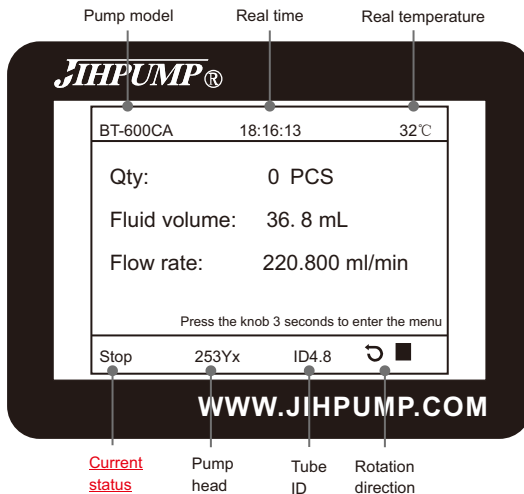 Pump model Real time Real temperature
JIHPUMP®
BT-600CA 18:16:13 32℃
Qty: 0 PCS
Fluid volume: 36. 8 mL
Flow rate: 220.800 ml/min
Press the knob 3 seconds to enter the menu
Stop 253Yx ID4.8
WWW.JIHPUMP.COM
Current Pump Tube Rotation
status head ID direction